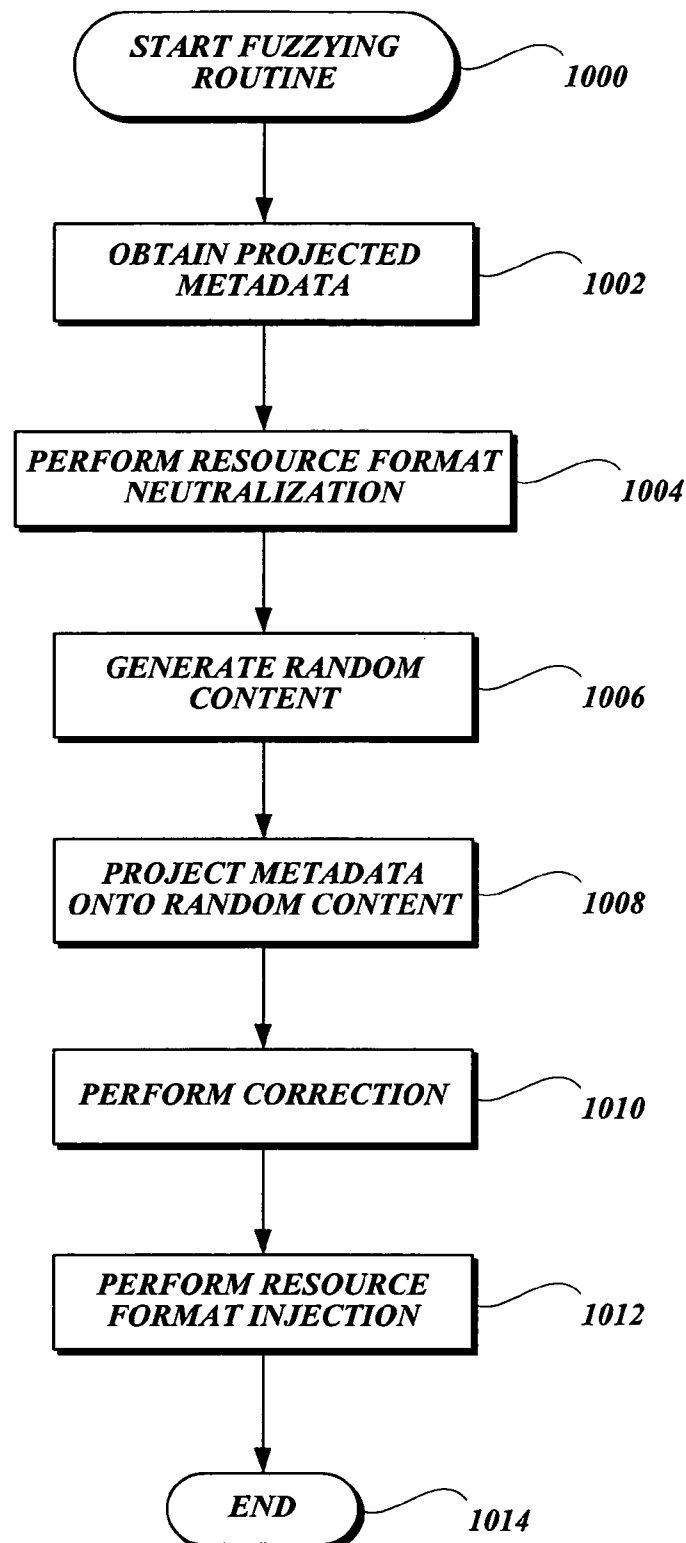 START FUZZYING
ROUTINE
1000
OBTAIN PROJECTED
METADATA
1002
PERFORM RESOURCE FORMAT
NEUTRALIZATION
1004
GENERATE RANDOM
CONTENT
1006
PROJECT METADATA
ONTO RANDOM CONTENT
1008
PERFORM CORRECTION
1010
PERFORM RESOURCE
FORMAT INJECTION
1012
END
1014